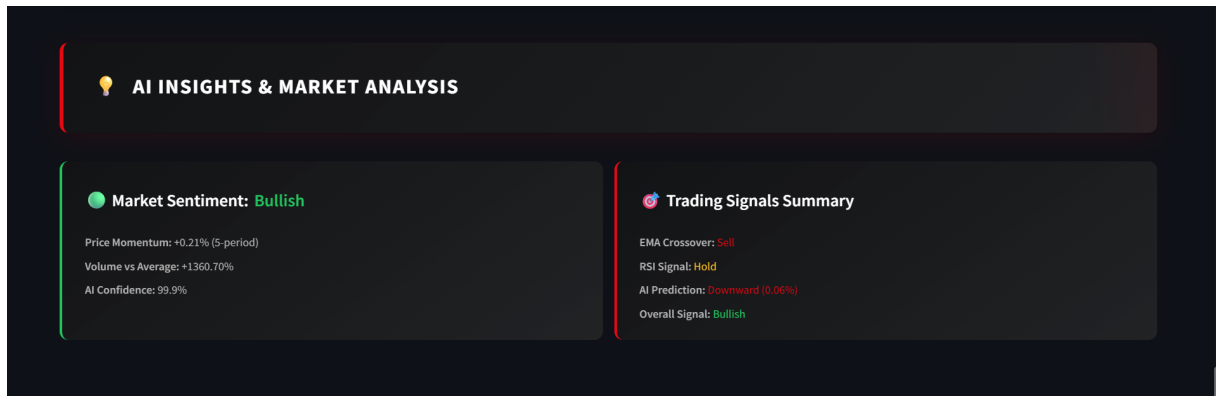 AI INSIGHTS & MARKET ANALYSIS
Market Sentiment: Bullish
Price Momentum: +0.21% (5-period)
Volume vs Average: +1360.70%
AI Confidence: 99.9%
Trading Signals Summary
EMA Crossover: Sell
RSI Signal: Hold
AI Prediction: Downward (0.06%)
Overall Signal: Bullish